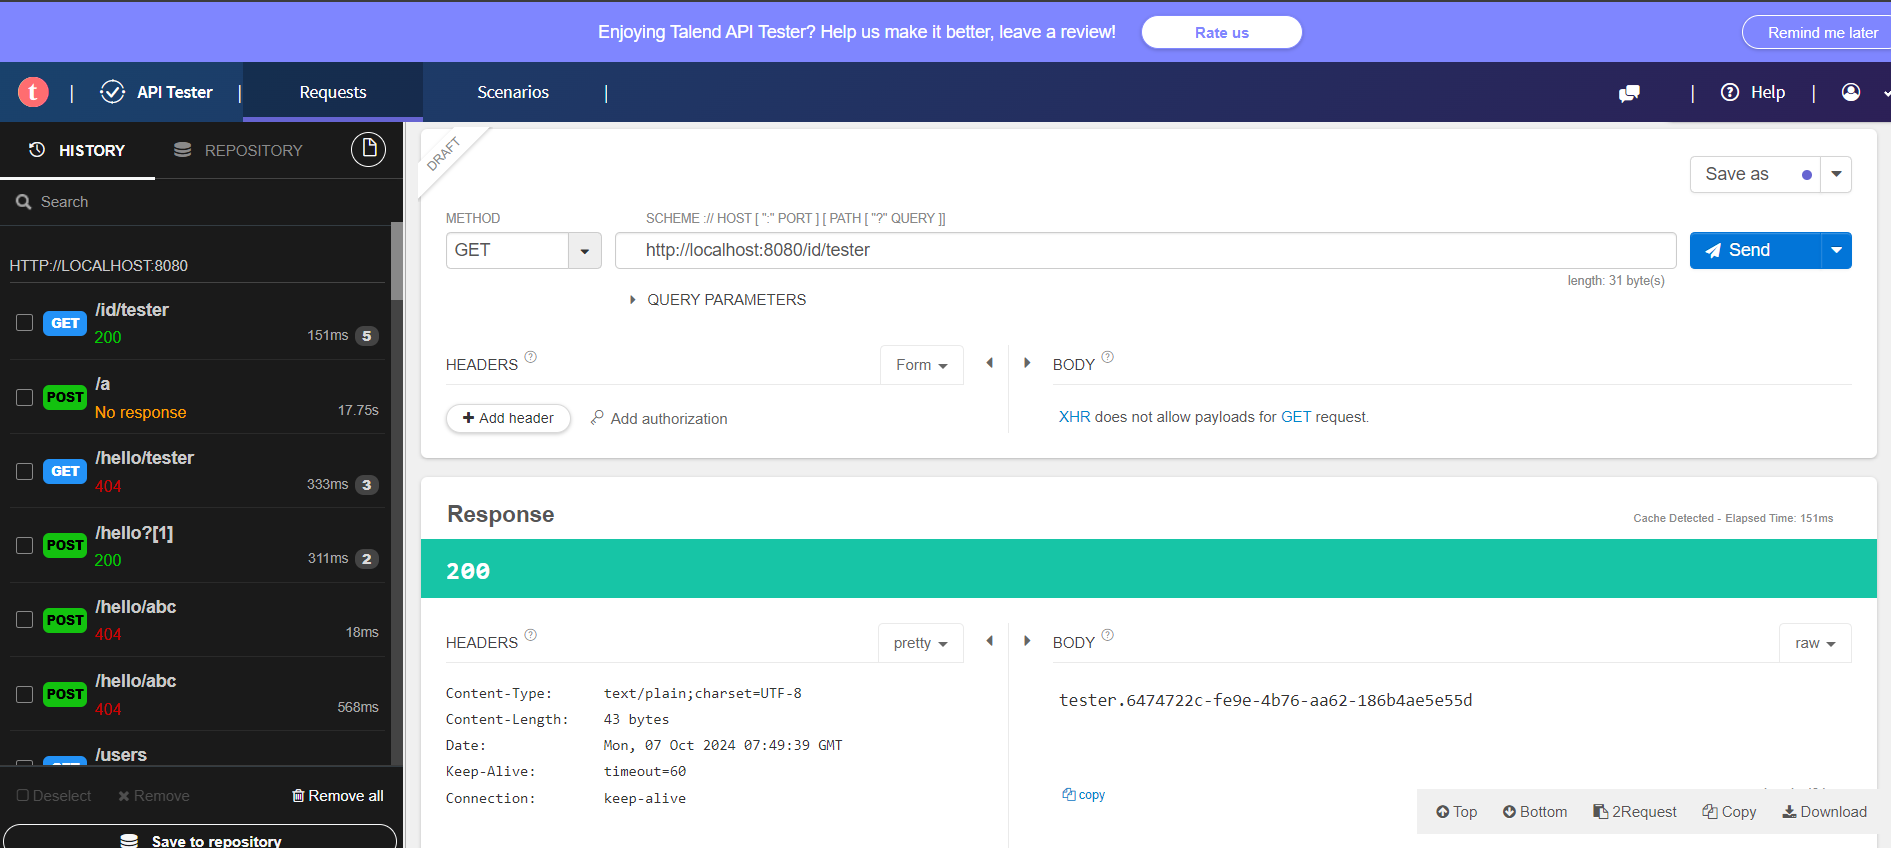 Enjoying Talend API Tester? Help us make it better, leave a review!
Rate us
Remind me later
t | API Tester | Requests Scenarios | | Help |
HISTORY REPOSITORY
Search
HTTP://LOCALHOST:8080
GET /id/tester
200 151ms 5
POST /a
No response 17.75s
GET /hello/tester
404 333ms 3
POST /hello?[1]
200 311ms 2
POST /hello/abc
404 18ms
POST /hello/abc
404 568ms
GET /users
Deselect Remove Remove all
Save to repository
DRAFT
Save as
METHOD SCHEME :// HOST [ ":" PORT ] [ PATH [ "?" QUERY ]]
GET http://localhost:8080/id/tester Send
length: 31 byte(s)
QUERY PARAMETERS
HEADERS ? Form BODY ?
Add header Add authorization
XHR does not allow payloads for GET request.
Response
Cache Detected - Elapsed Time: 151ms
200
HEADERS ? pretty BODY ? raw
Content-Type: text/plain;charset=UTF-8
Content-Length: 43 bytes
Date: Mon, 07 Oct 2024 07:49:39 GMT
Keep-Alive: timeout=60
Connection: keep-alive
tester.6474722c-fe9e-4b76-aa62-186b4ae5e55d
copy
Top Bottom 2Request Copy Download